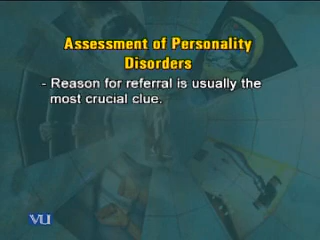 Assessment of Personality
Disorders
- Reason for referral is usually the
most crucial clue.
VU